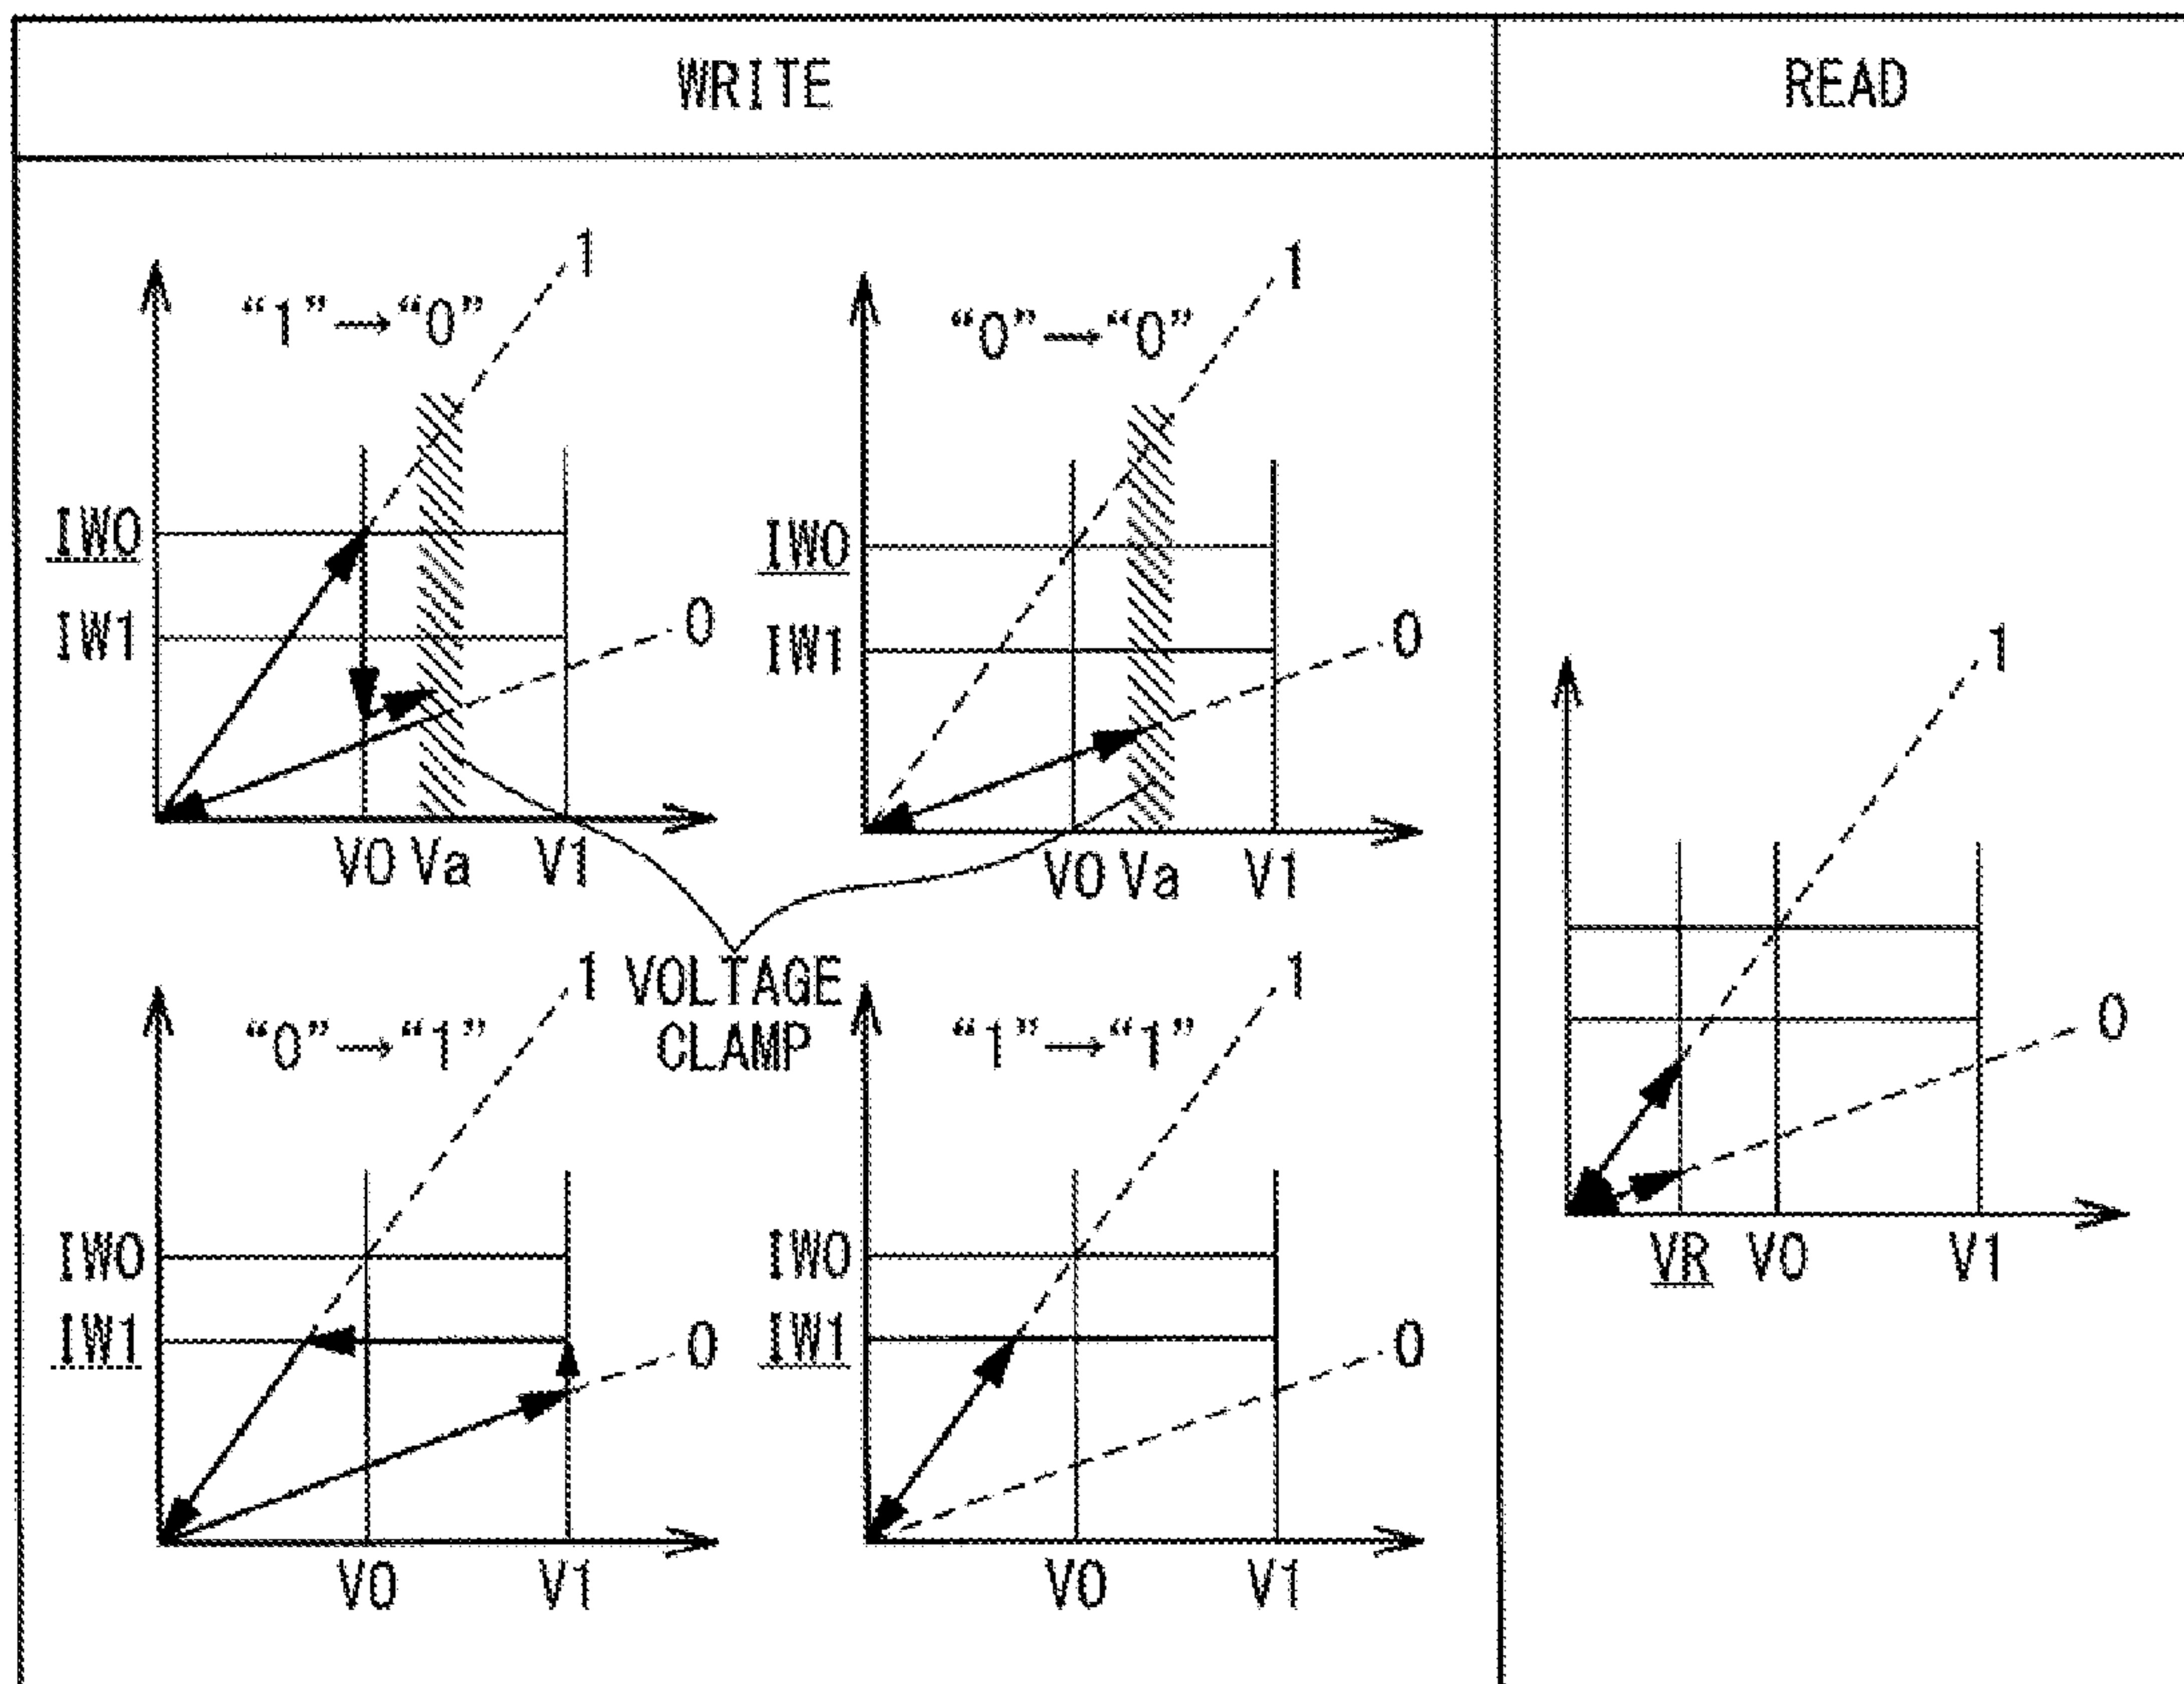 WRITE
READ
1
“1”→“0”
IW0
IW1
0
V0 Va V1
1
“0”→“0”
IW0
IW1
0
V0 Va V1
VOLTAGE
CLAMP
1
“0”→“1”
IW0
IW1
0
V0 V1
1
“1”→“1”
IW0
IW1
0
V0 V1
1
0
VR V0 V1